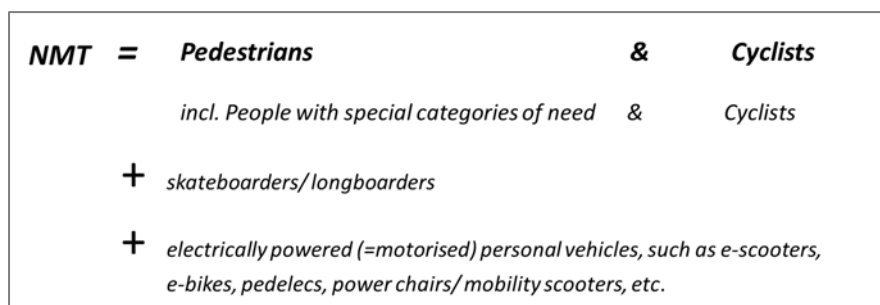 NMT = Pedestrians & Cyclists
incl. People with special categories of need & Cyclists
+ skateboarders/longboarders
+ electrically powered (=motorised) personal vehicles, such as e-scooters,
e-bikes, pedelecs, power chairs/ mobility scooters, etc.